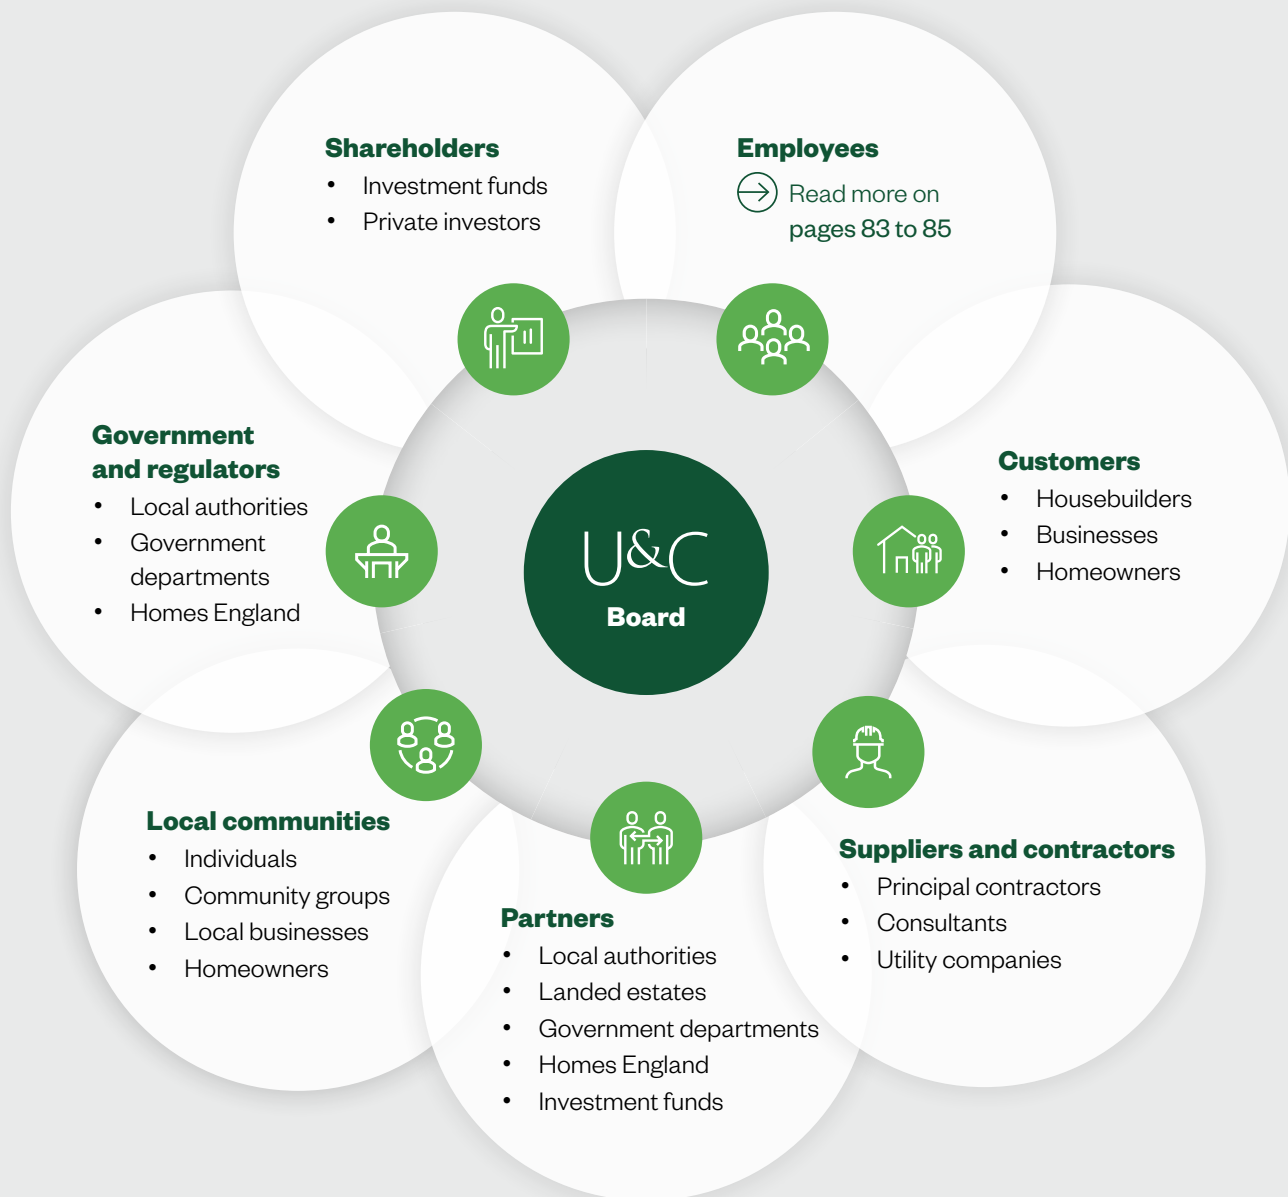 Shareholders
• Investment funds
• Private investors
Employees
Read more on
pages 83 to 85
Customers
• Housebuilders
• Businesses
• Homeowners
Suppliers and contractors
• Principal contractors
• Consultants
• Utility companies
Partners
• Local authorities
• Landed estates
• Government departments
• Homes England
• Investment funds
Local communities
• Individuals
• Community groups
• Local businesses
• Homeowners
Government
and regulators
• Local authorities
• Government
departments
• Homes England
U&C
Board